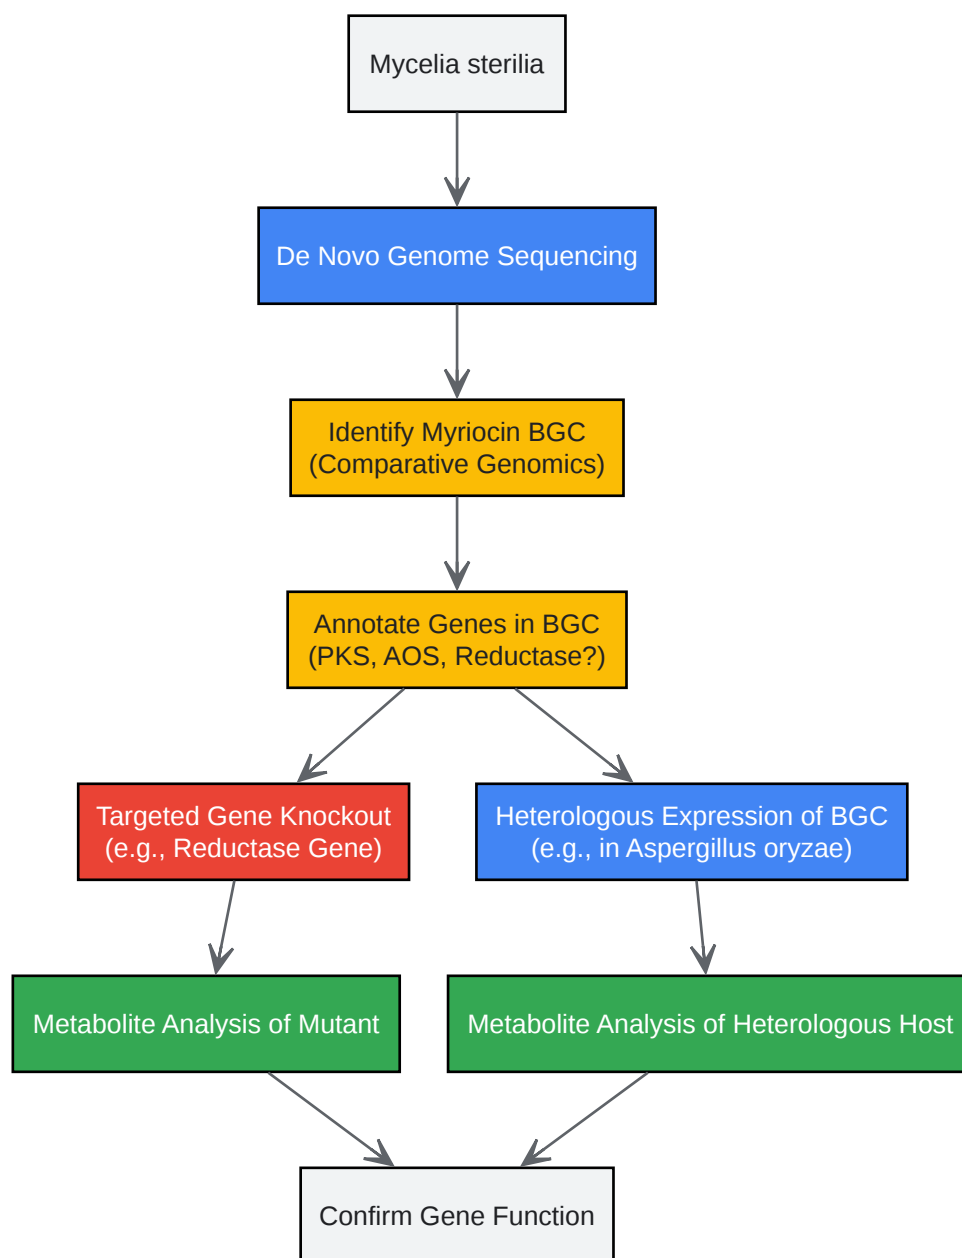 Mycelia sterilia
De Novo Genome Sequencing
Identify Myriocin BGC
(Comparative Genomics)
Annotate Genes in BGC
(PKS, AOS, Reductase?)
Targeted Gene Knockout
(e.g., Reductase Gene)
Heterologous Expression of BGC
(e.g., in Aspergillus oryzae)
Metabolite Analysis of Mutant
Metabolite Analysis of Heterologous Host
Confirm Gene Function